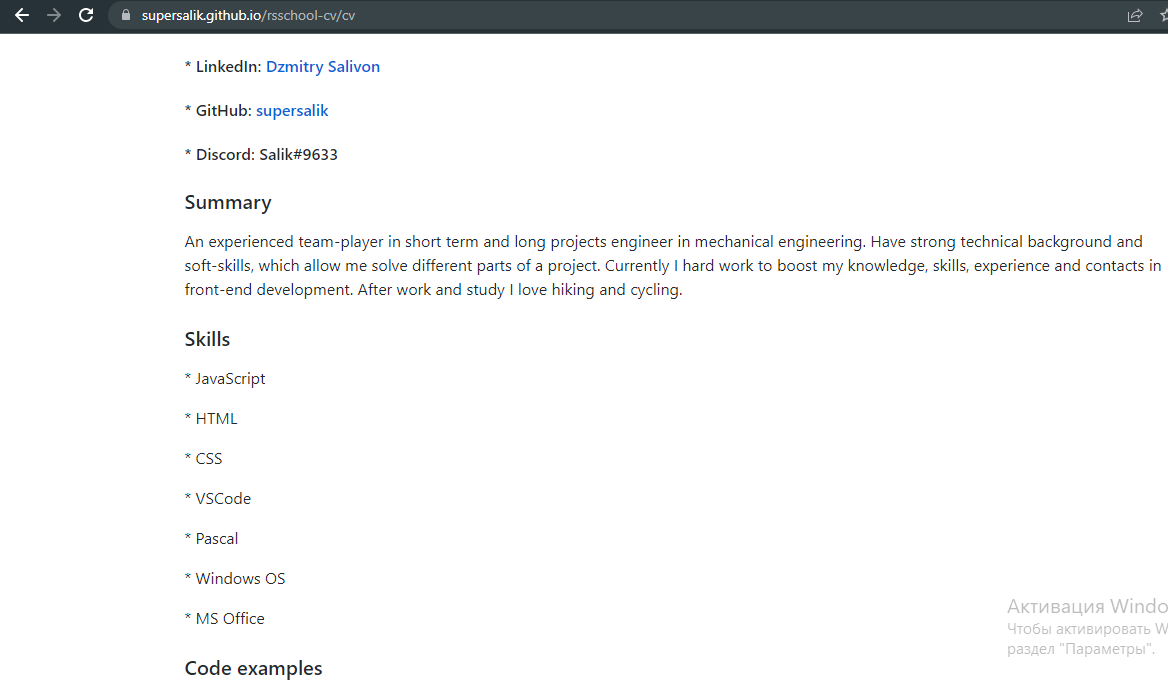 supersalik.github.io/rsschool-cv/cv
* LinkedIn: Dzmitry Salivon
* GitHub: supersalik
* Discord: Salik#9633
Summary
An experienced team-player in short term and long projects engineer in mechanical engineering. Have strong technical background and
soft-skills, which allow me solve different parts of a project. Currently I hard work to boost my knowledge, skills, experience and contacts in
front-end development. After work and study I love hiking and cycling.
Skills
* JavaScript
* HTML
* CSS
* VSCode
* Pascal
* Windows OS
* MS Office
Code examples
Активация Windo
Чтобы активировать W
раздел "Параметры".